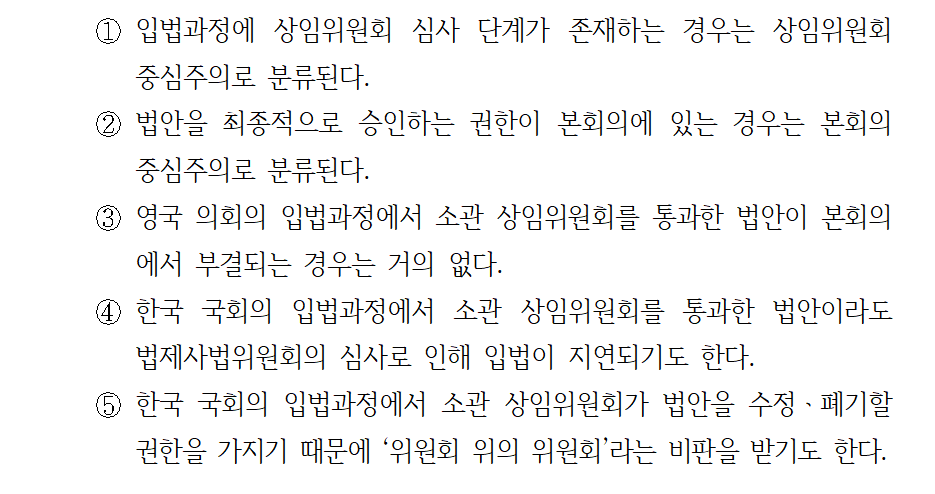 ① 입법과정에 상임위원회 심사 단계가 존재하는 경우는 상임위원회
중심주의로 분류된다.
② 법안을 최종적으로 승인하는 권한이 본회의에 있는 경우는 본회의
중심주의로 분류된다.
③ 영국 의회의 입법과정에서 소관 상임위원회를 통과한 법안이 본회의
에서 부결되는 경우는 거의 없다.
④ 한국 국회의 입법과정에서 소관 상임위원회를 통과한 법안이라도
법제사법위원회의 심사로 인해 입법이 지연되기도 한다.
⑤ 한국 국회의 입법과정에서 소관 상임위원회가 법안을 수정ㆍ폐기할
권한을 가지기 때문에 ‘위원회 위의 위원회’라는 비판을 받기도 한다.